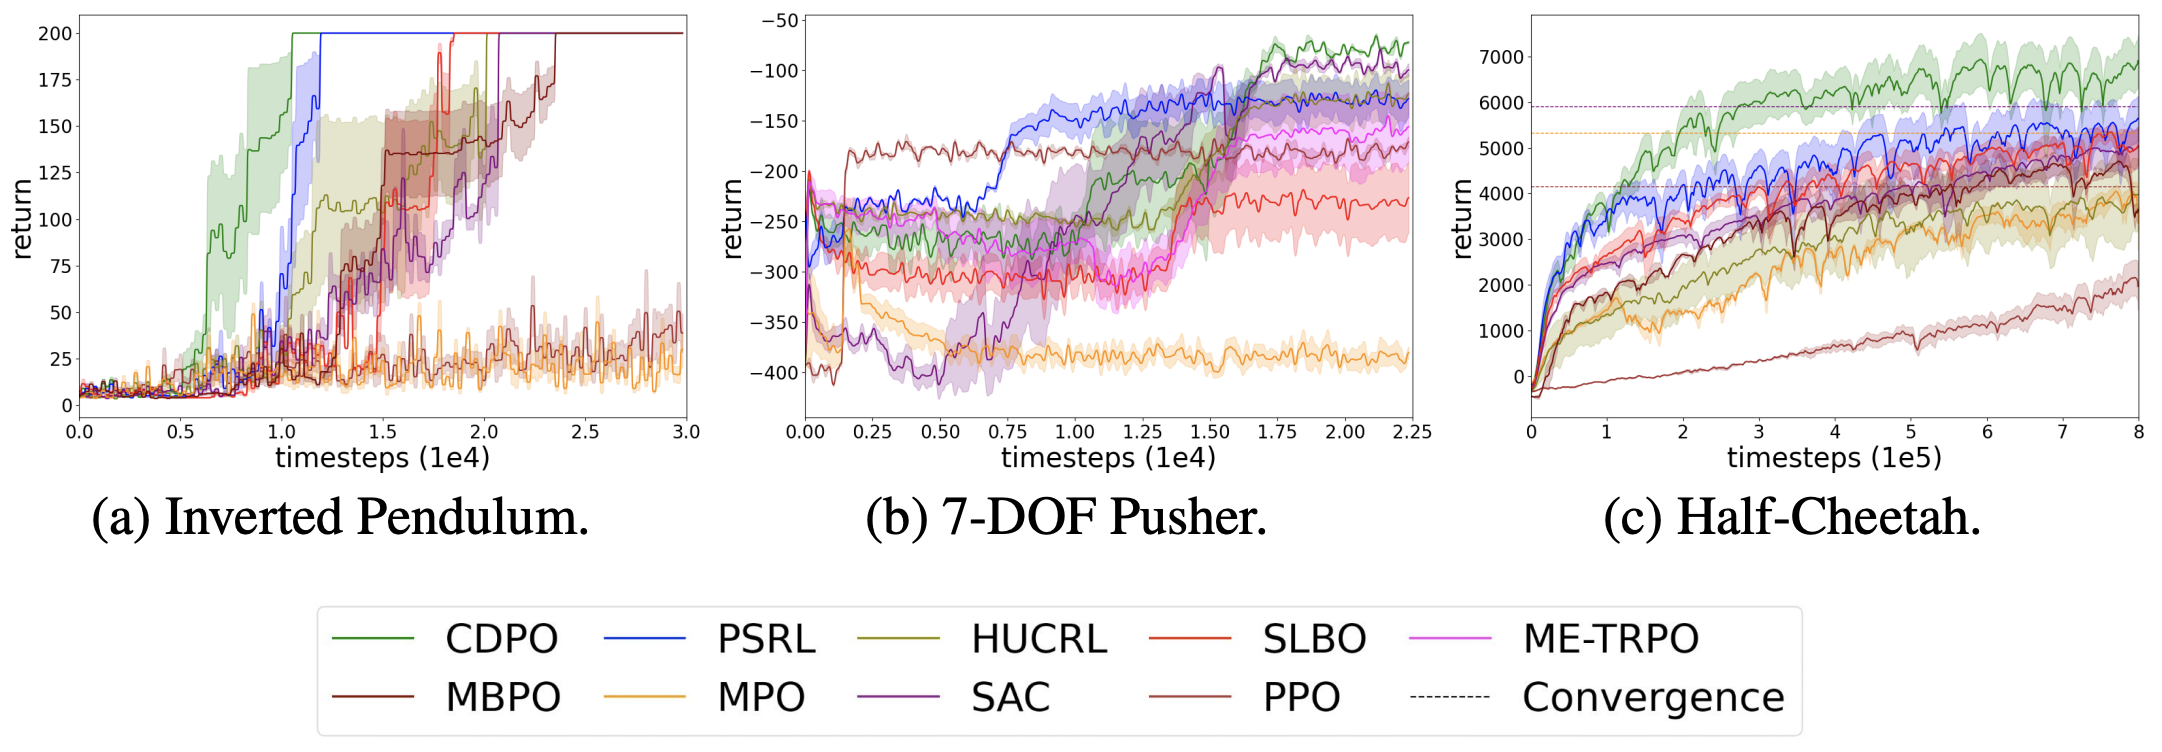 200
175
150
125
100
75
50
25
0
return
0.0 0.5 1.0 1.5 2.0 2.5 3.0
timesteps (1e4)
(a) Inverted Pendulum.
−50
−100
−150
−200
−250
−300
−350
−400
return
0.00 0.25 0.50 0.75 1.00 1.25 1.50 1.75 2.00 2.25
timesteps (1e4)
(b) 7-DOF Pusher.
7000
6000
5000
4000
3000
2000
1000
0
return
0 1 2 3 4 5 6 7 8
timesteps (1e5)
(c) Half-Cheetah.
CDPO PSRL HUCRL SLBO ME-TRPO
MBPO MPO SAC PPO Convergence